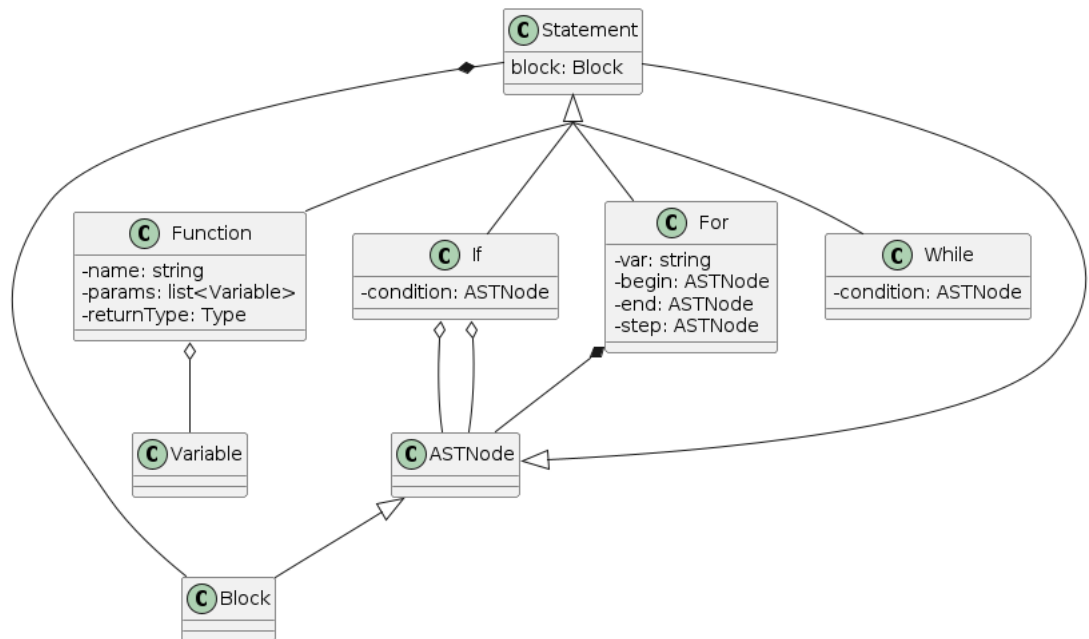 C Statement
block: Block
C Function
-name: string
-params: list<Variable>
-returnType: Type
C If
-condition: ASTNode
C For
-var: string
-begin: ASTNode
-end: ASTNode
-step: ASTNode
C While
-condition: ASTNode
C Variable
C ASTNode
C Block